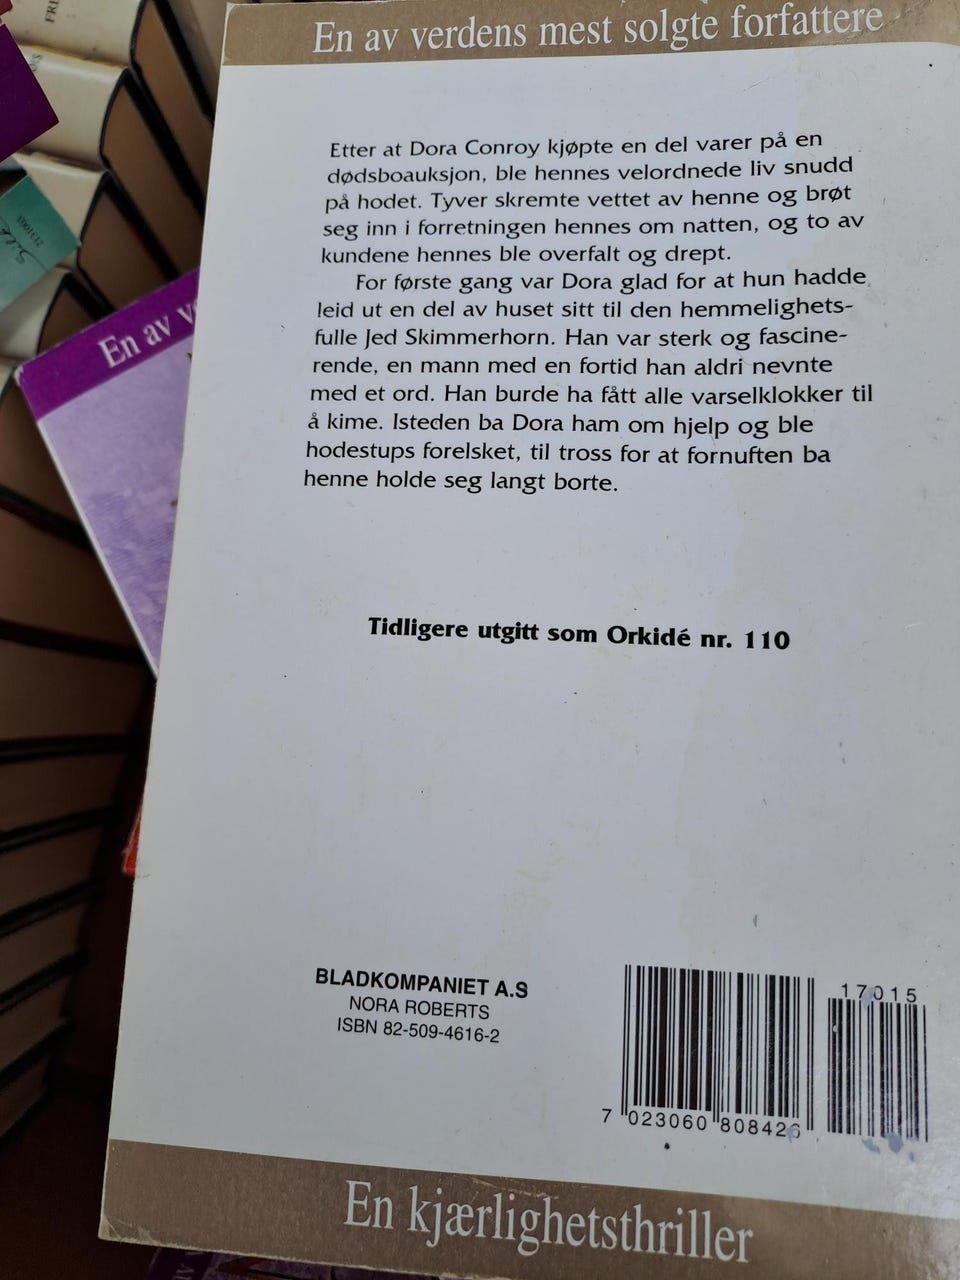 En av verdens mest solgte forfattere
Etter at Dora Conroy kjøpte en del varer på en
dødsboauksjon, ble hennes velordnede liv snudd
på hodet. Tyver skremte vettet av henne og brøt
seg inn i forretningen hennes om natten, og to av
kundene hennes ble overfalt og drept.
For første gang var Dora glad for at hun hadde
leid ut en del av huset sitt til den hemmelighets-
fulle Jed Skimmerhorn. Han var sterk og fascine-
rende, en mann med en fortid han aldri nevnte
med et ord. Han burde ha fått alle varselklokker til
å kime. Isteden ba Dora ham om hjelp og ble
hodestups forelsket, til tross for at fornuften ba
henne holde seg langt borte.
Tidligere utgitt som Orkidé nr. 110
BLADKOMPANIET A.S
NORA ROBERTS
ISBN 82-509-4616-2
17015
7 023060 808426
En kjærlighetsthriller
En av